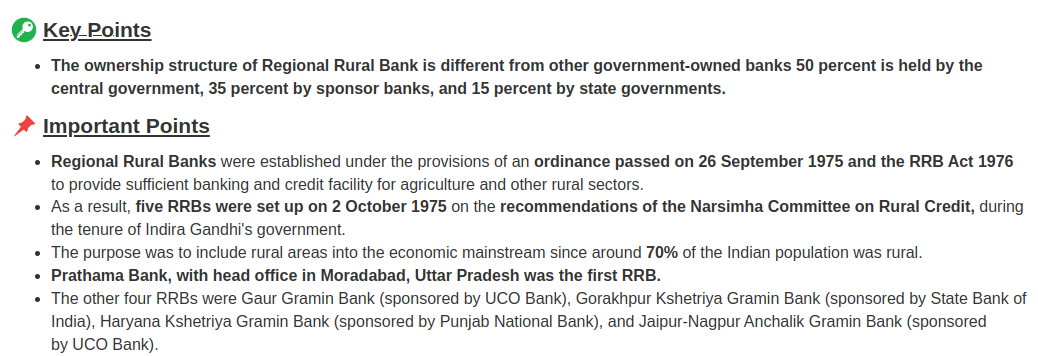 Key Points
• The ownership structure of Regional Rural Bank is different from other government-owned banks 50 percent is held by the
central government, 35 percent by sponsor banks, and 15 percent by state governments.
Important Points
• Regional Rural Banks were established under the provisions of an ordinance passed on 26 September 1975 and the RRB Act 1976
to provide sufficient banking and credit facility for agriculture and other rural sectors.
• As a result, five RRBs were set up on 2 October 1975 on the recommendations of the Narsimha Committee on Rural Credit, during
the tenure of Indira Gandhi's government.
• The purpose was to include rural areas into the economic mainstream since around 70% of the Indian population was rural.
• Prathama Bank, with head office in Moradabad, Uttar Pradesh was the first RRB.
• The other four RRBs were Gaur Gramin Bank (sponsored by UCO Bank), Gorakhpur Kshetriya Gramin Bank (sponsored by State Bank of
India), Haryana Kshetriya Gramin Bank (sponsored by Punjab National Bank), and Jaipur-Nagpur Anchalik Gramin Bank (sponsored
by UCO Bank).